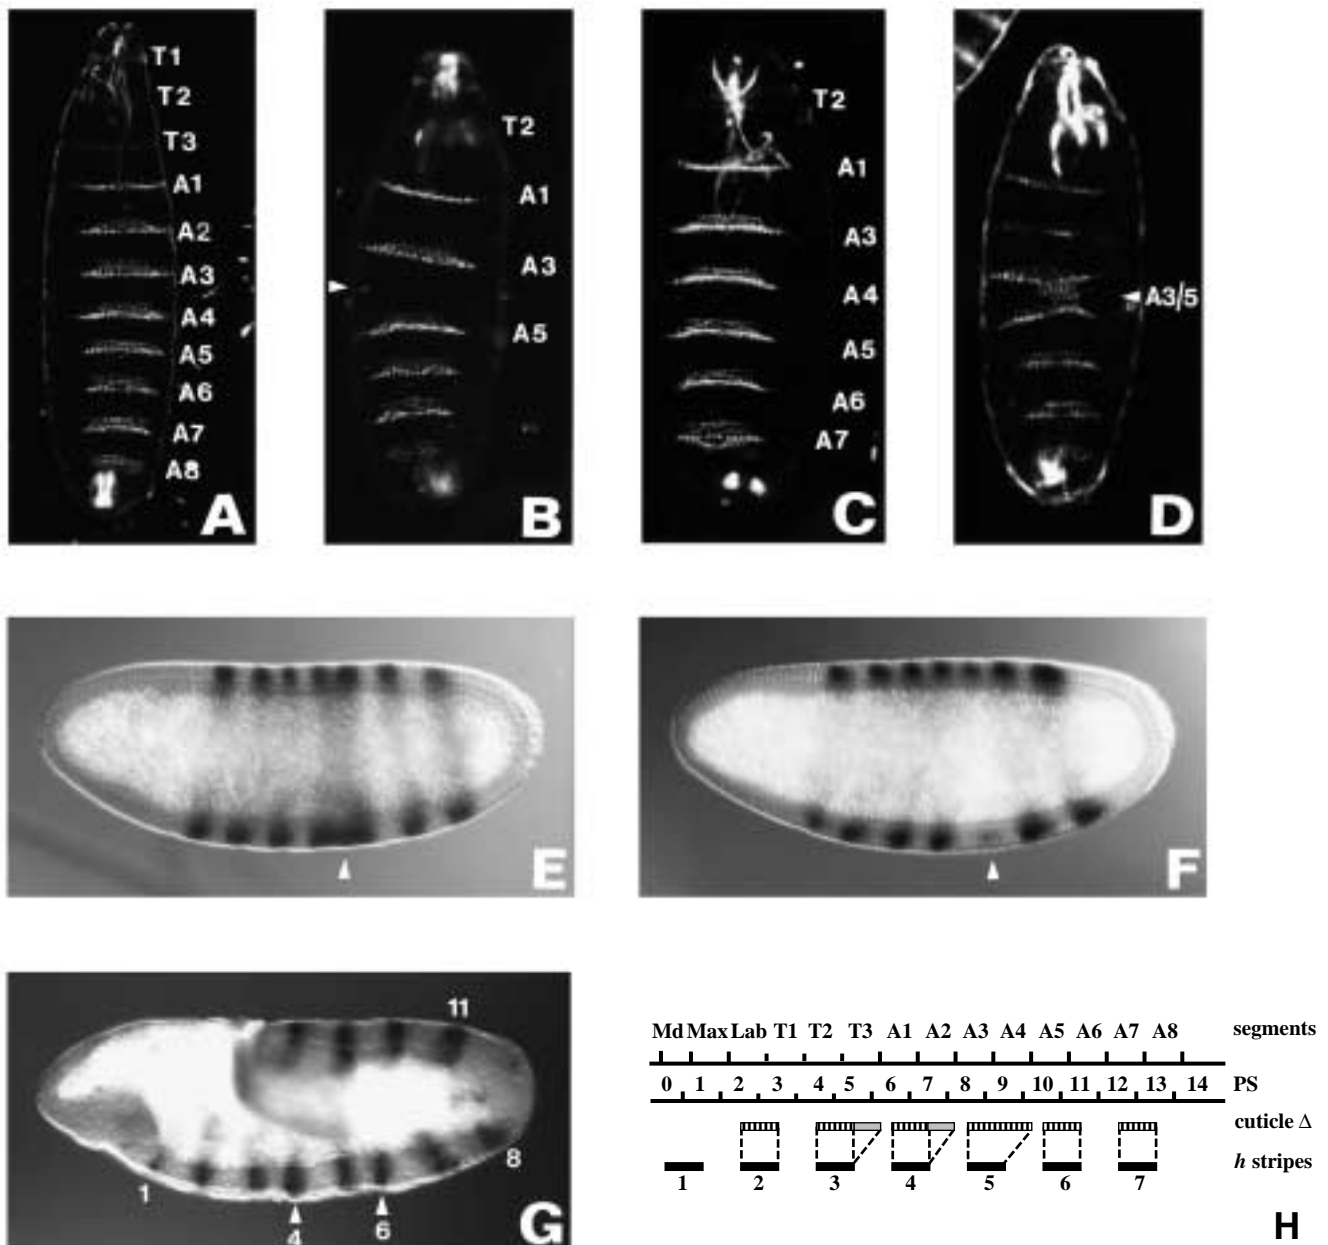 T1
T2
T3
A1
A2
A3
A4
A5
A6
A7
A8
A
T2
A1
A3
A5
B
T2
A1
A3
A4
A5
A6
A7
C
A3/5
D
E
F
11
1
4
6
8
G
Md Max Lab T1 T2 T3 A1 A2 A3 A4 A5 A6 A7 A8 segments
0 1 2 3 4 5 6 7 8 9 10 11 12 13 14 PS
cuticle Δ
h stripes
1 2 3 4 5 6 7
H